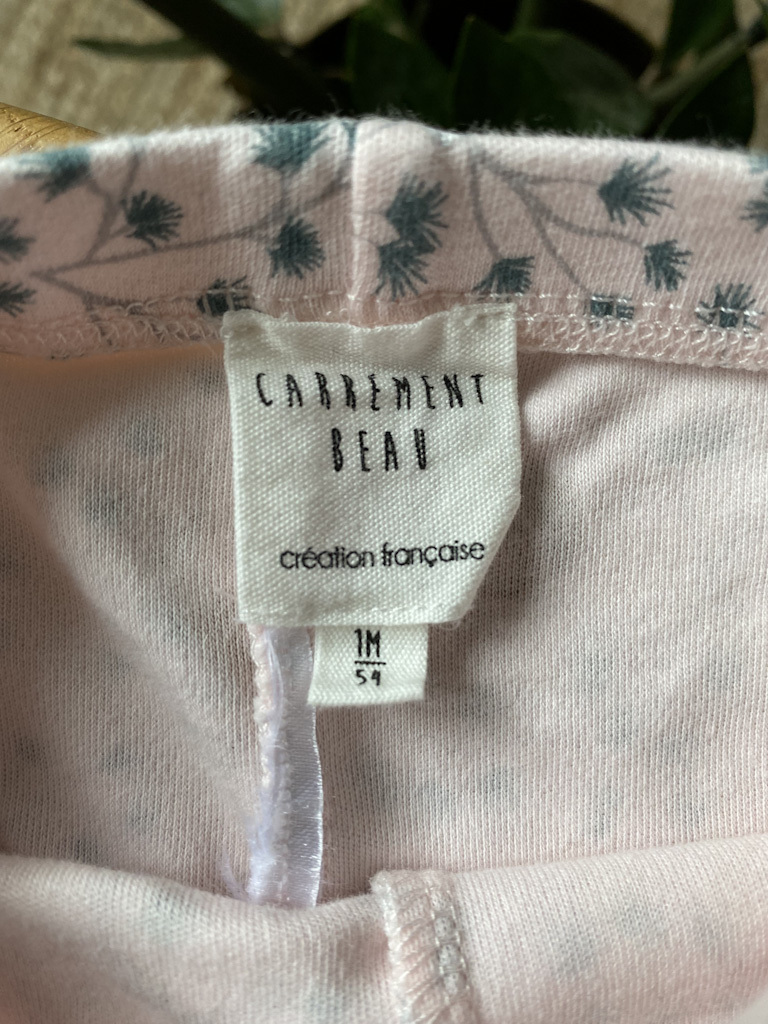 CARREMENT
BEAU
création française
1M
54